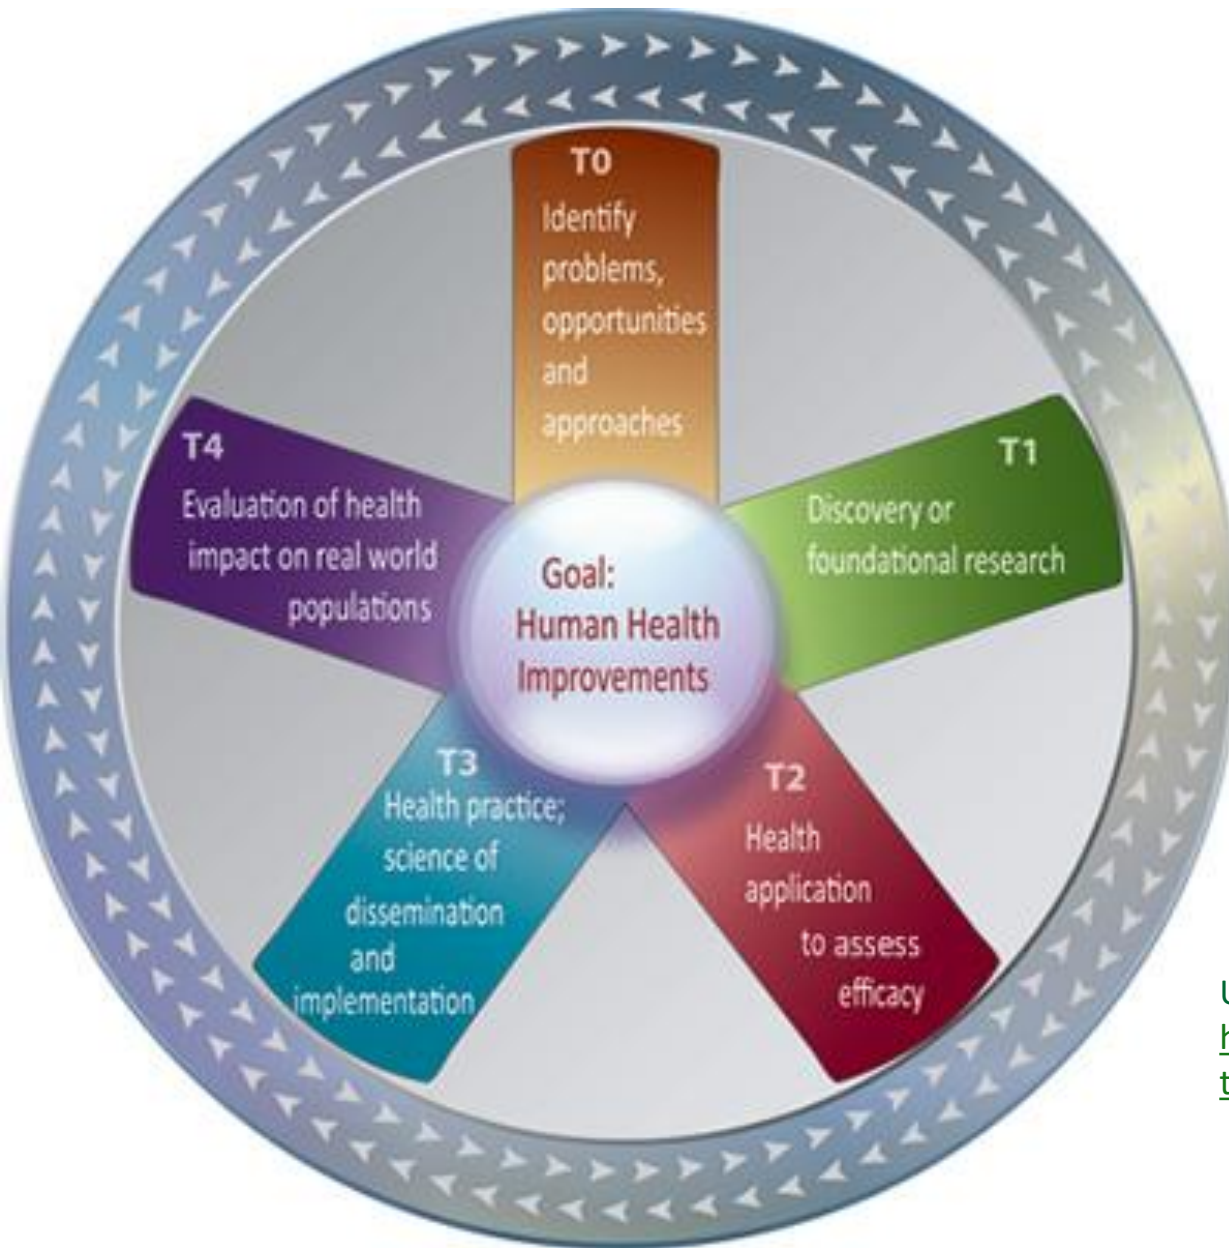 T0
Identify
problems,
opportunities
and
approaches
T1
Discovery or
foundational research
T2
Health
application
to assess
efficacy
T3
Health practice;
science of
dissemination
and
implementation
T4
Evaluation of health
impact on real world
populations
Goal:
Human Health
Improvements